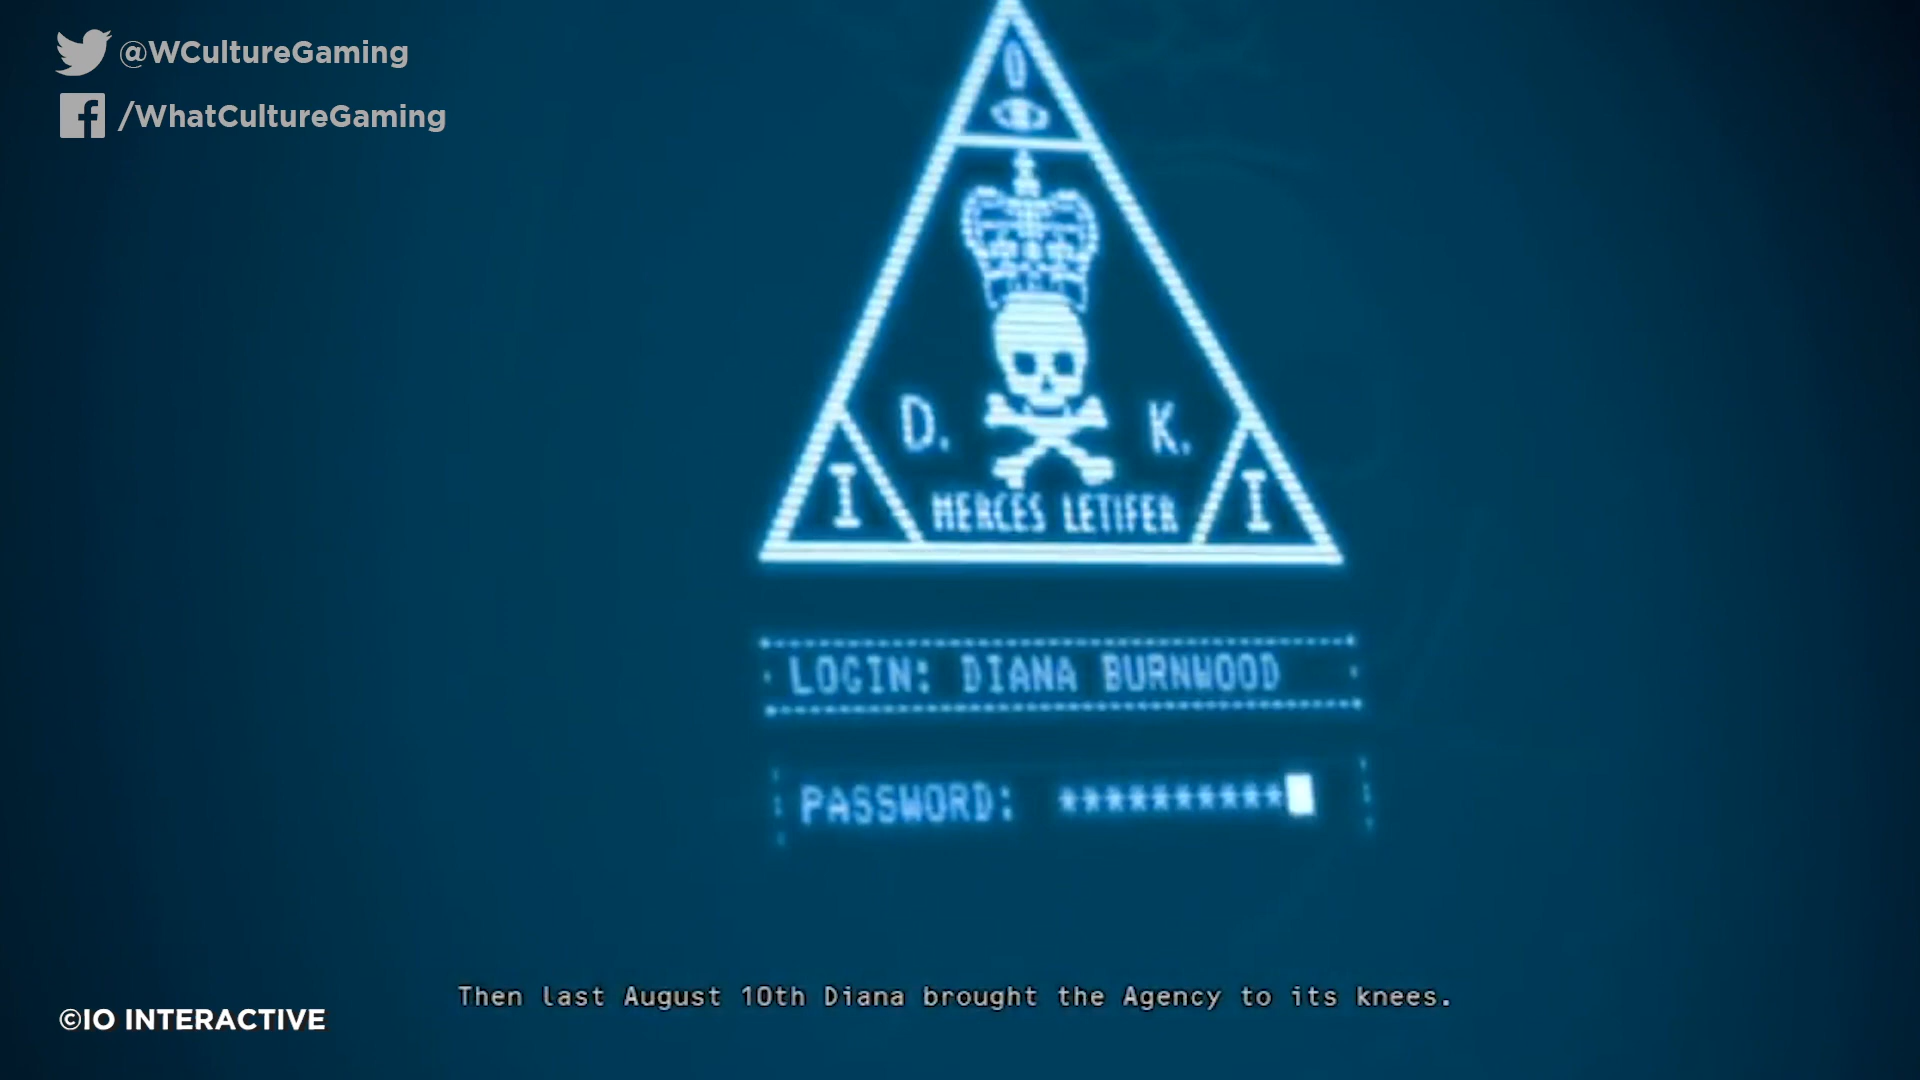 @WCultureGaming
/WhatCultureGaming
D. K.
I MERCES LETIFER I
LOGIN: DIANA BURNWOOD
PASSWORD: **********
Then last August 10th Diana brought the Agency to its knees.
©IO INTERACTIVE